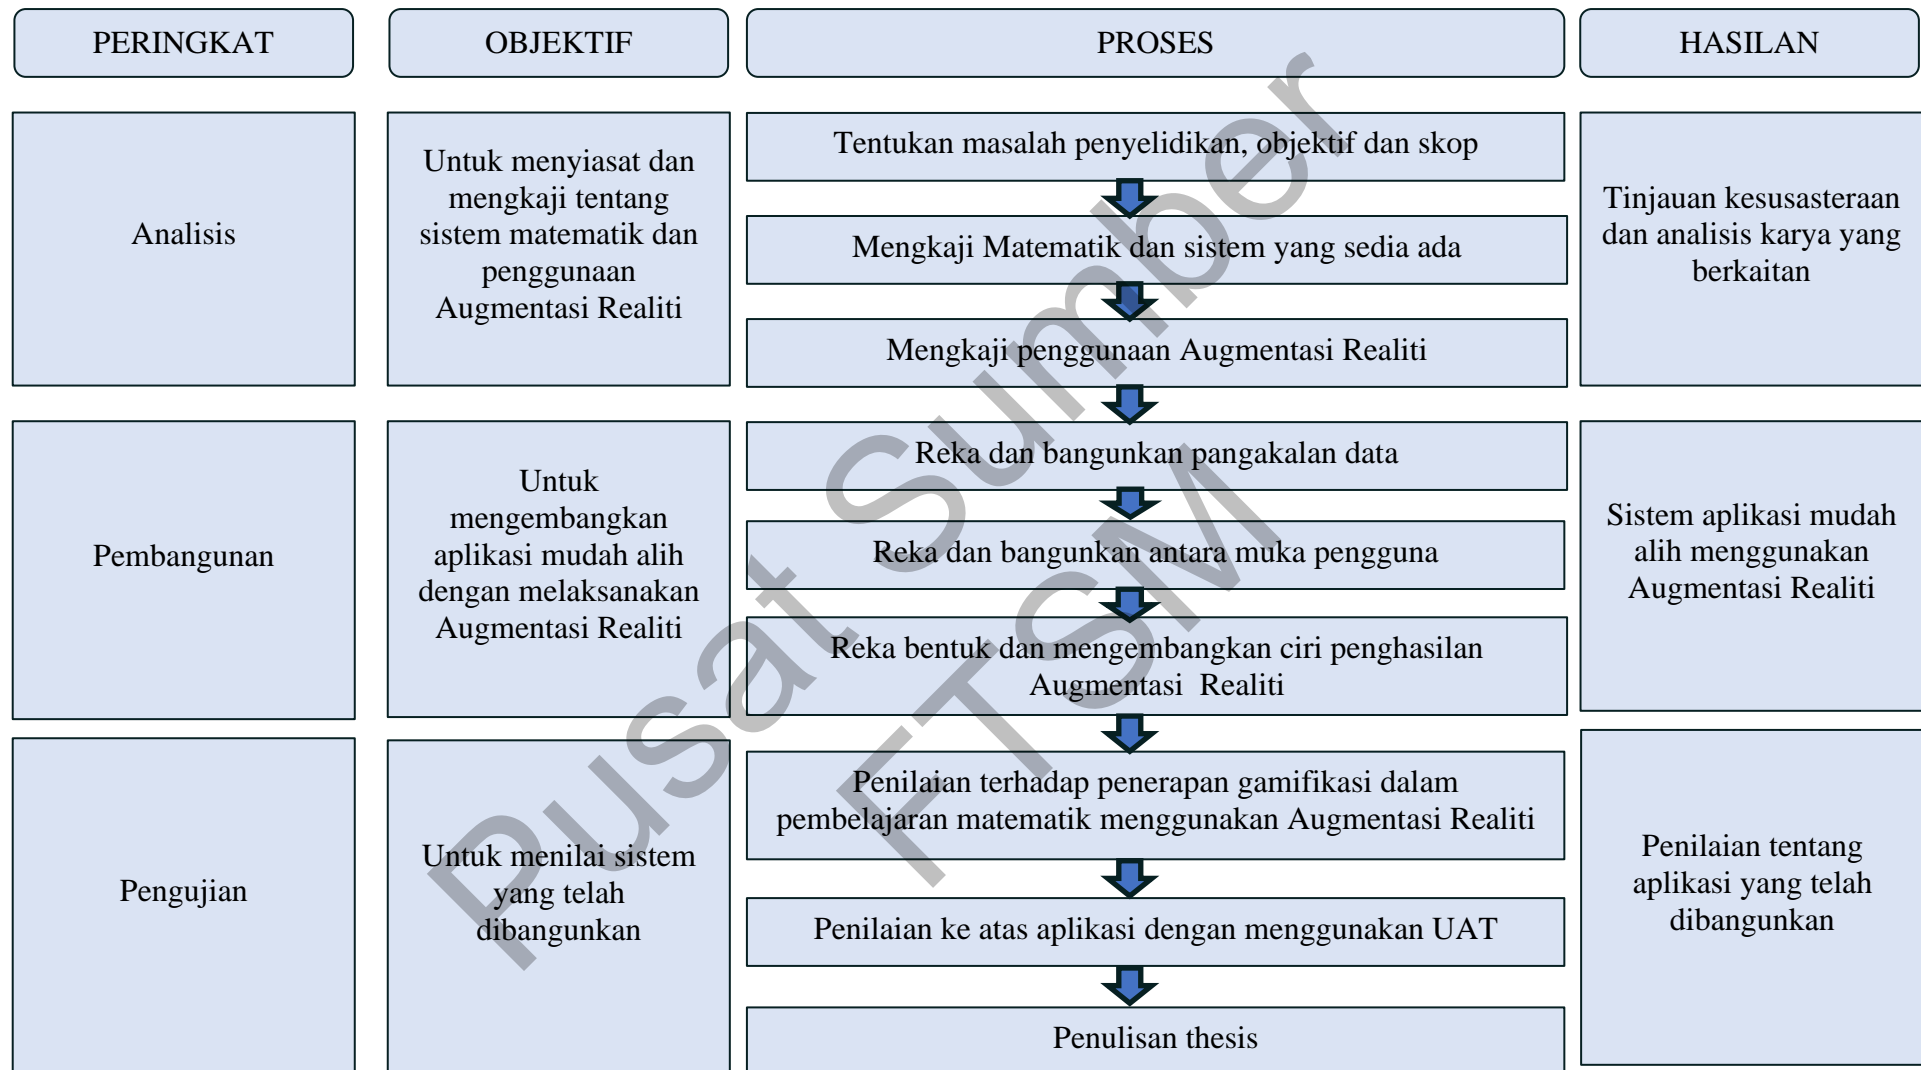 PERINGKAT
OBJEKTIF
PROSES
HASILAN
Analisis
Untuk menyiasat dan
mengkaji tentang
sistem matematik dan
penggunaan
Augmentasi Realiti
Tentukan masalah penyelidikan, objektif dan skop
Mengkaji Matematik dan sistem yang sedia ada
Mengkaji penggunaan Augmentasi Realiti
Tinjauan kesusasteraan
dan analisis karya yang
berkaitan
Pembangunan
Untuk
mengembangkan
aplikasi mudah alih
dengan melaksanakan
Augmentasi Realiti
Reka dan bangunkan pangakalan data
Reka dan bangunkan antara muka pengguna
Reka bentuk dan mengembangkan ciri penghasilan
Augmentasi  Realiti
Sistem aplikasi mudah
alih menggunakan
Augmentasi Realiti
Pengujian
Untuk menilai sistem
yang telah
dibangunkan
Penilaian terhadap penerapan gamifikasi dalam
pembelajaran matematik menggunakan Augmentasi Realiti
Penilaian ke atas aplikasi dengan menggunakan UAT
Penulisan thesis
Penilaian tentang
aplikasi yang telah
dibangunkan
Pusat Sumber
FTSM